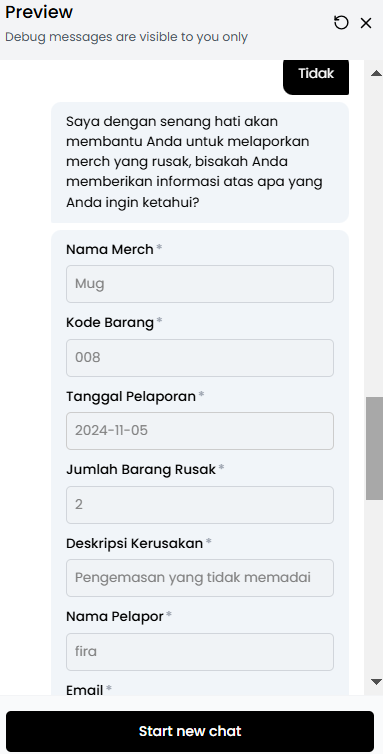 Preview
Debug messages are visible to you only
Tidak
Saya dengan senang hati akan
membantu Anda untuk melaporkan
merch yang rusak, bisakah Anda
memberikan informasi atas apa yang
Anda ingin ketahui?
Nama Merch *
Mug
Kode Barang *
008
Tanggal Pelaporan *
2024-11-05
Jumlah Barang Rusak *
2
Deskripsi Kerusakan *
Pengemasan yang tidak memadai
Nama Pelapor *
fira
Email *
Start new chat